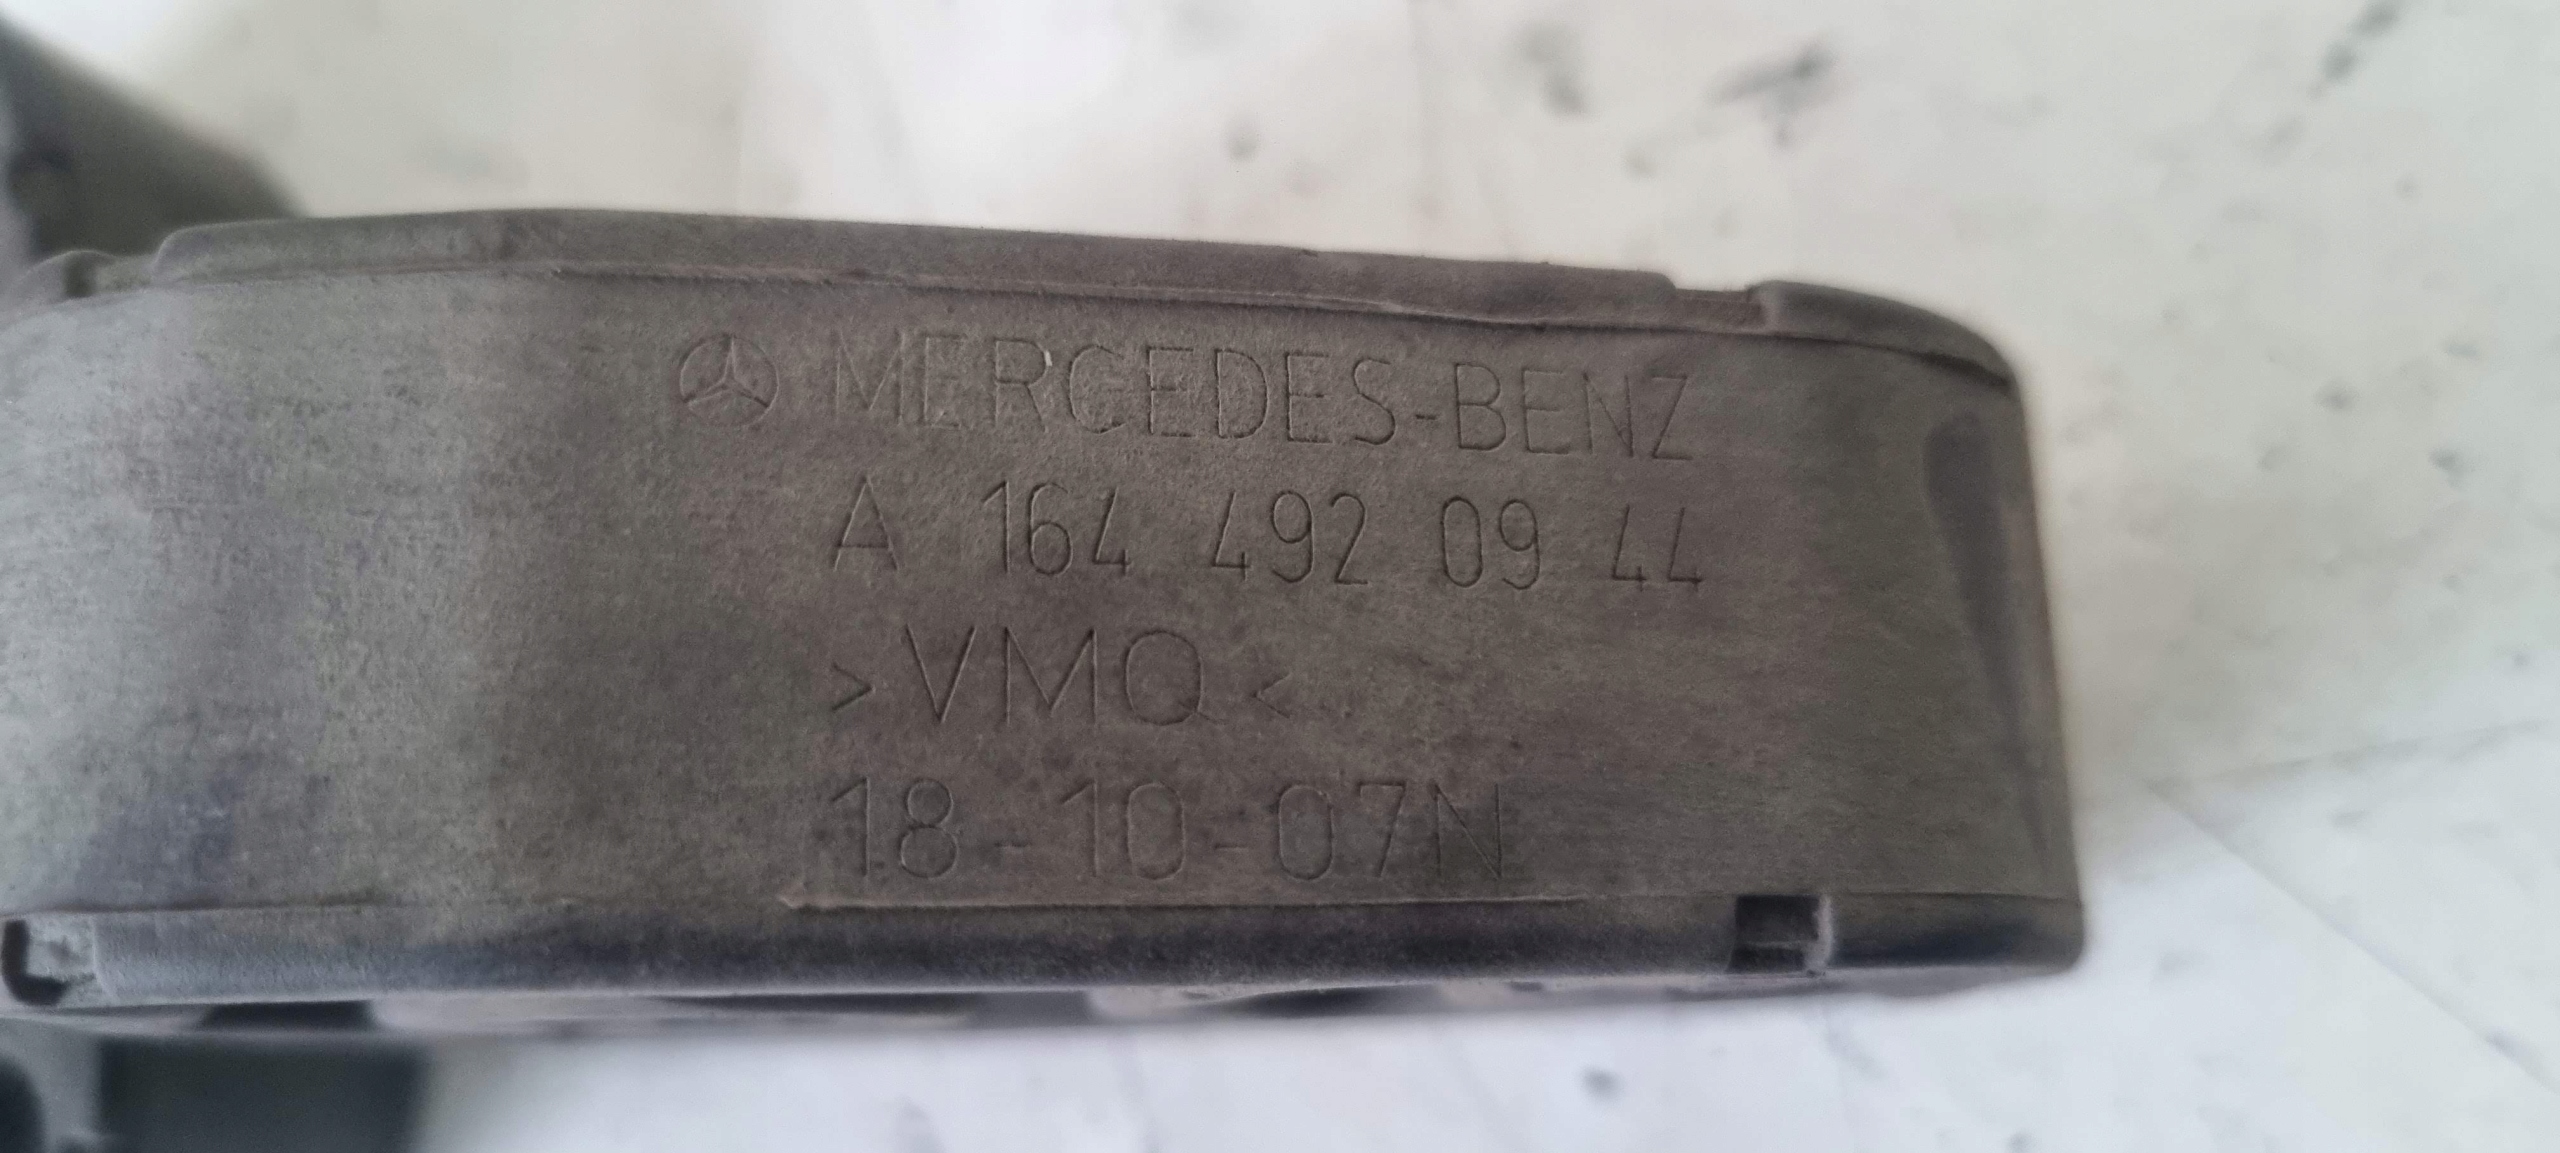 MERCEDES-BENZ
A 164 492 09 44
>VMQ<
18-10-07N